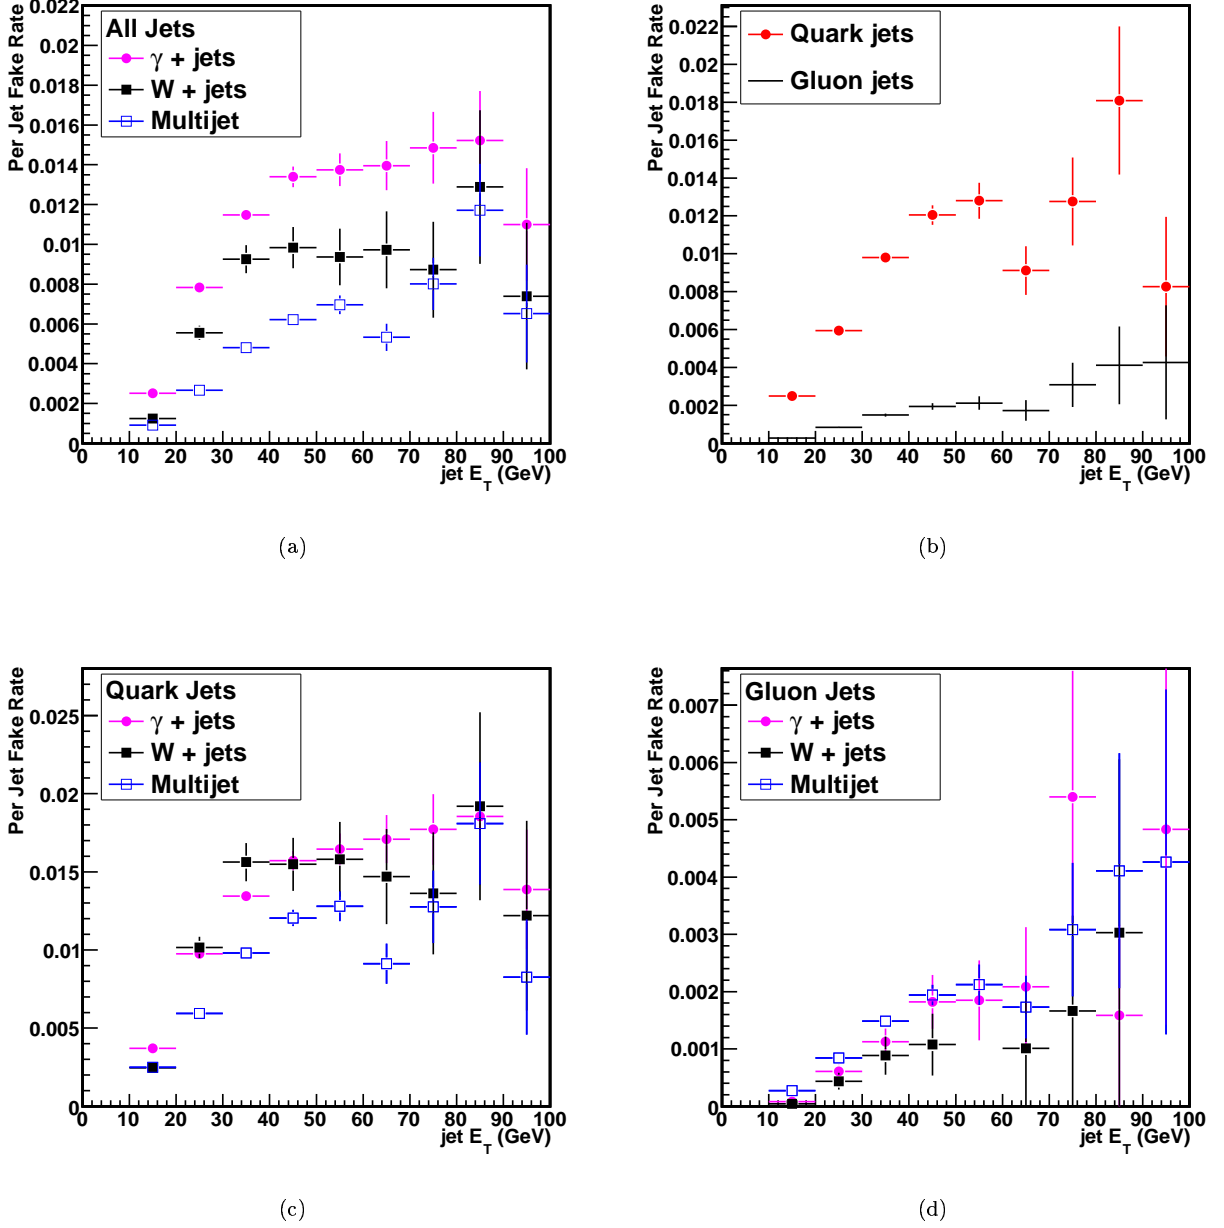 Per Jet Fake Rate
0.022
0.02
0.018
0.016
0.014
0.012
0.01
0.008
0.006
0.004
0.002
0
All Jets
γ + jets
W + jets
Multijet
0 10 20 30 40 50 60 70 80 90 100
jet E_T (GeV)
(a)
Per Jet Fake Rate
0.022
0.02
0.018
0.016
0.014
0.012
0.01
0.008
0.006
0.004
0.002
0
Quark jets
Gluon jets
0 10 20 30 40 50 60 70 80 90 100
jet E_T (GeV)
(b)
Per Jet Fake Rate
0.025
0.02
0.015
0.01
0.005
0
Quark Jets
γ + jets
W + jets
Multijet
0 10 20 30 40 50 60 70 80 90 100
jet E_T (GeV)
(c)
Per Jet Fake Rate
0.007
0.006
0.005
0.004
0.003
0.002
0.001
0
Gluon Jets
γ + jets
W + jets
Multijet
0 10 20 30 40 50 60 70 80 90 100
jet E_T (GeV)
(d)